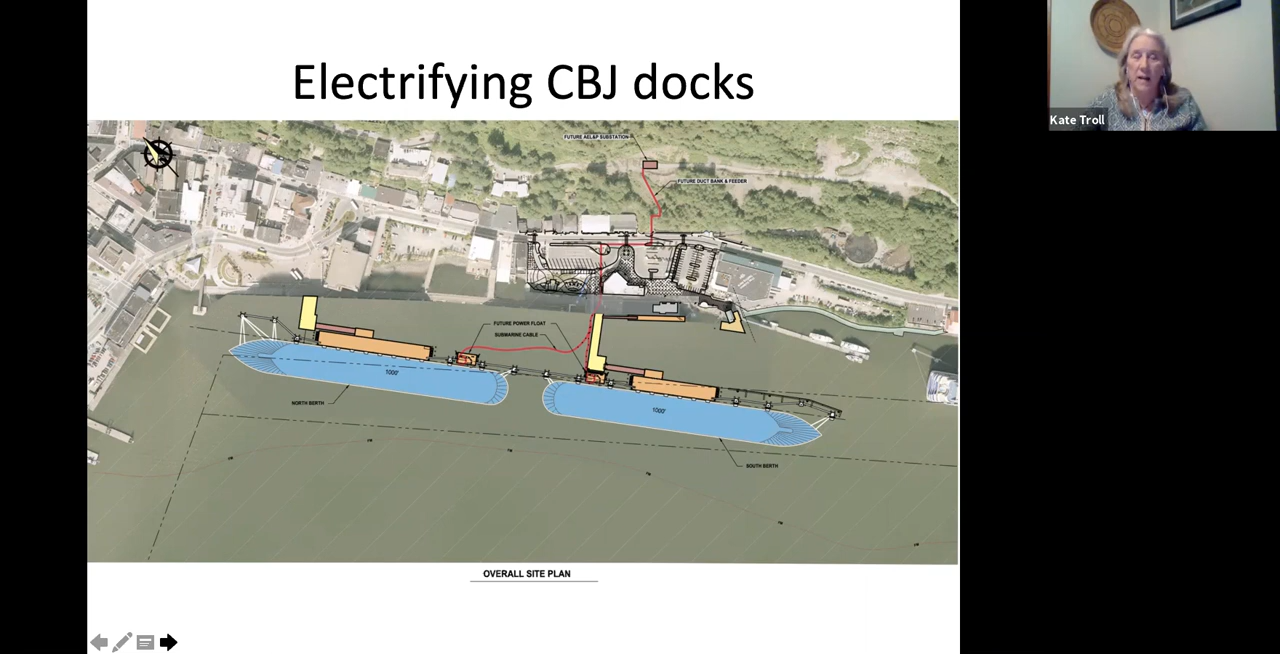 Electrifying CBJ docks
Kate Troll
FUTURE AEL&P SUBSTATION
FUTURE DUCT BANK & FEEDER
FUTURE POWER FLOAT
SUBMARINE CABLE
1000'
NORTH BERTH
1000'
SOUTH BERTH
OVERALL SITE PLAN